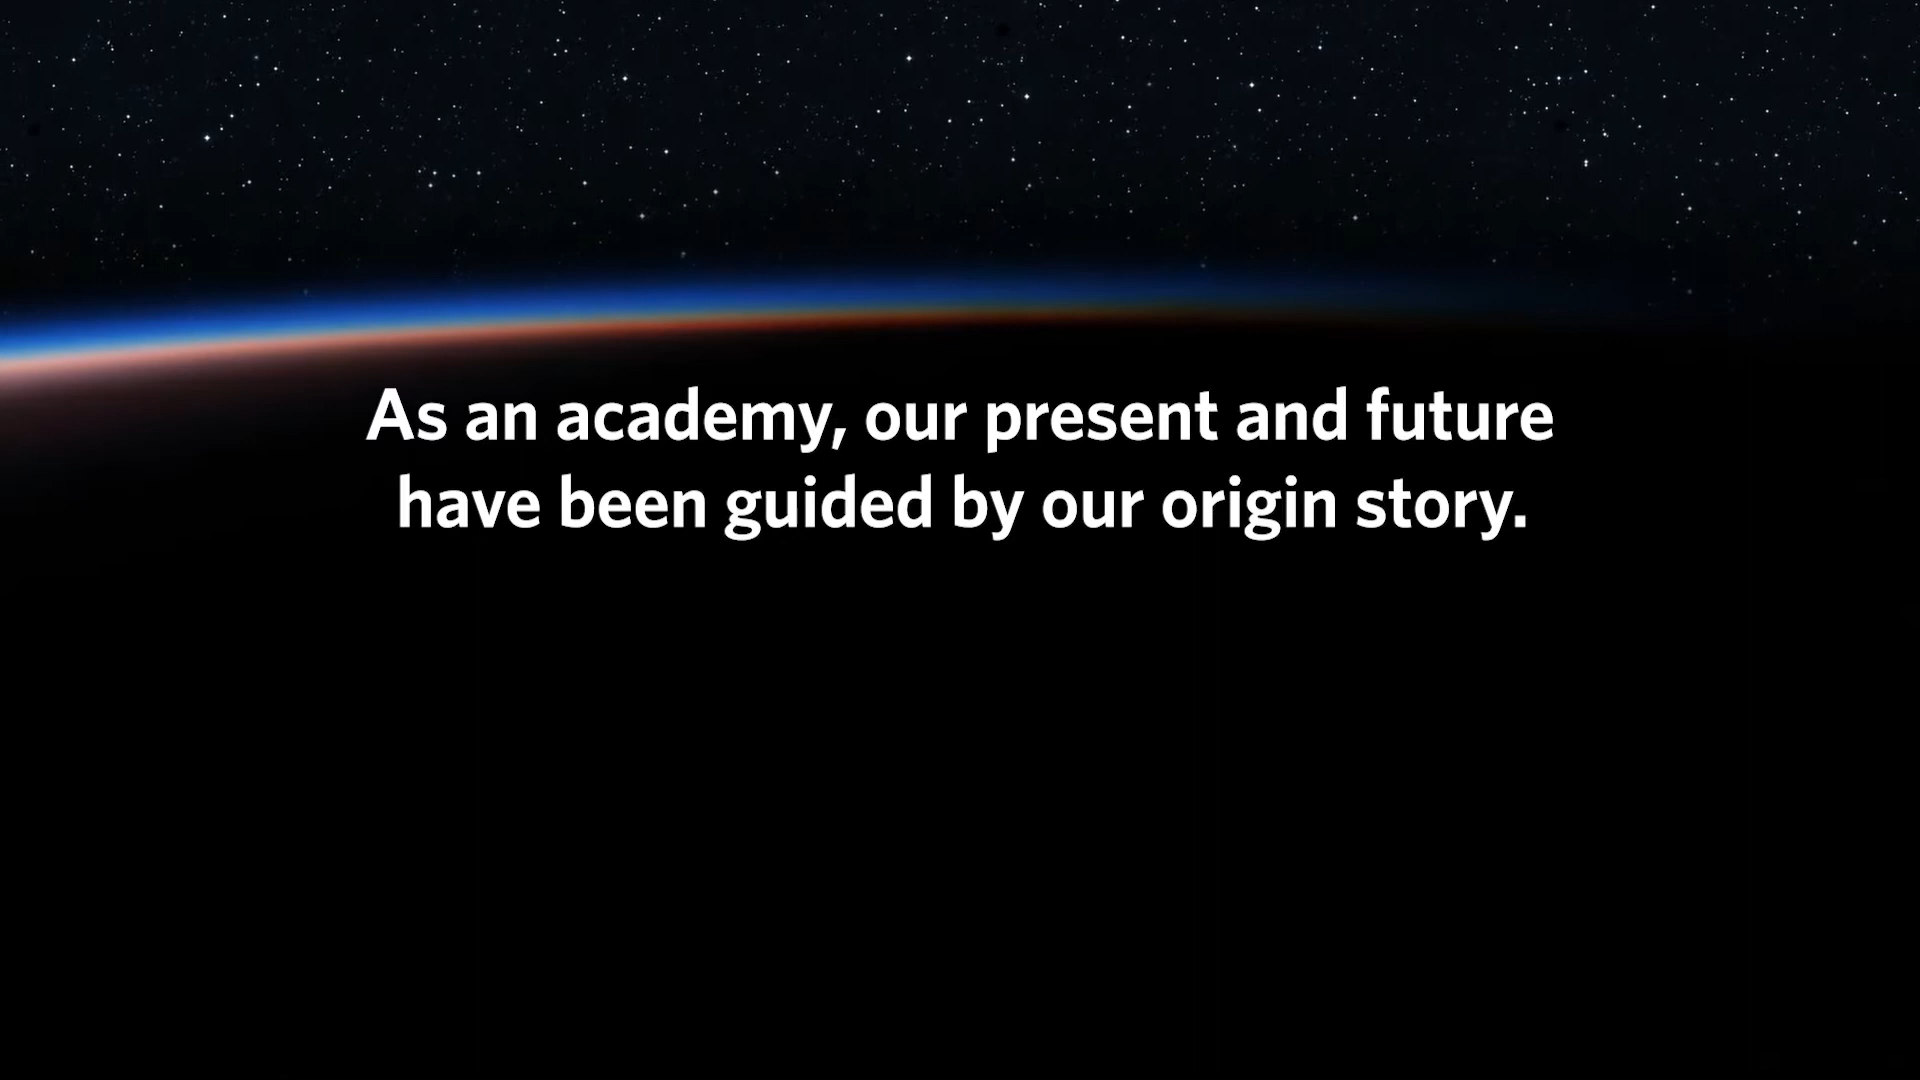 As an academy, our present and future
have been guided by our origin story.